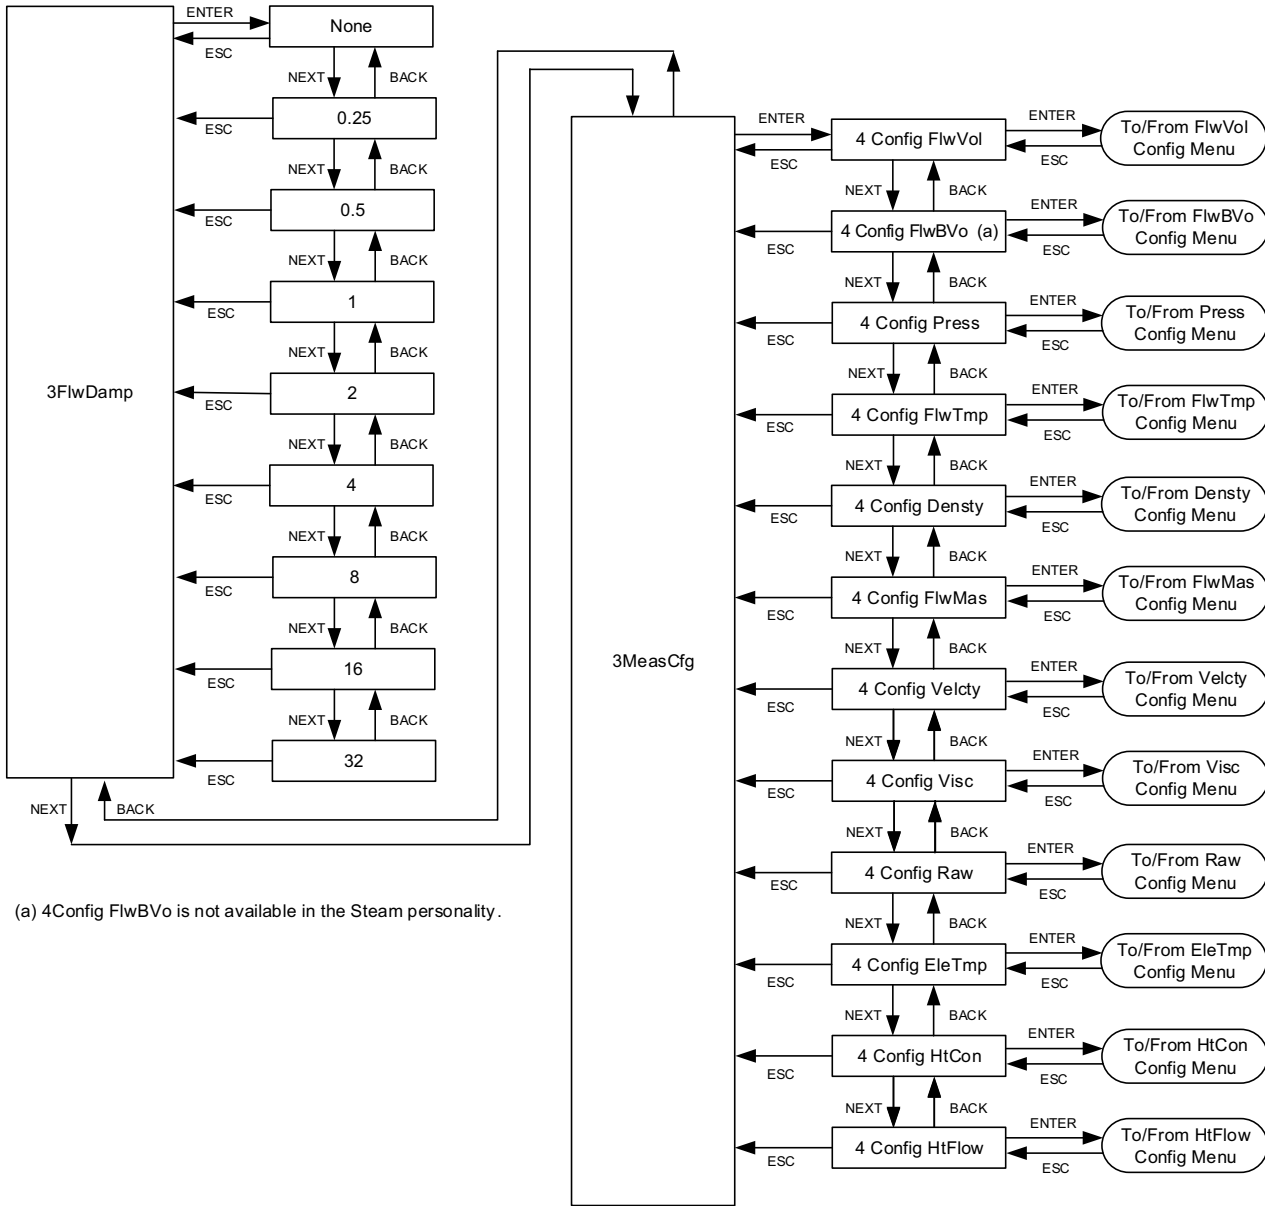 3FlwDamp
ENTER
ESC
None
NEXT
BACK
ESC
0.25
NEXT
BACK
ESC
0.5
NEXT
BACK
ESC
1
NEXT
BACK
ESC
2
NEXT
BACK
ESC
4
NEXT
BACK
ESC
8
NEXT
BACK
ESC
16
NEXT
BACK
ESC
32
NEXT
BACK
(a) 4Config FlwBVo is not available in the Steam personality.
3MeasCfg
ENTER
ESC
4 Config FlwVol
ENTER
ESC
To/From FlwVol
Config Menu
NEXT
BACK
ESC
4 Config FlwBVo (a)
ENTER
ESC
To/From FlwBVo
Config Menu
NEXT
BACK
ESC
4 Config Press
ENTER
ESC
To/From Press
Config Menu
NEXT
BACK
ESC
4 Config FlwTmp
ENTER
ESC
To/From FlwTmp
Config Menu
NEXT
BACK
ESC
4 Config Densty
ENTER
ESC
To/From Densty
Config Menu
NEXT
BACK
ESC
4 Config FlwMas
ENTER
ESC
To/From FlwMas
Config Menu
NEXT
BACK
ESC
4 Config Velcty
ENTER
ESC
To/From Velcty
Config Menu
NEXT
BACK
ESC
4 Config Visc
ENTER
ESC
To/From Visc
Config Menu
NEXT
BACK
ESC
4 Config Raw
ENTER
ESC
To/From Raw
Config Menu
NEXT
BACK
ESC
4 Config EleTmp
ENTER
ESC
To/From EleTmp
Config Menu
NEXT
BACK
ESC
4 Config HtCon
ENTER
ESC
To/From HtCon
Config Menu
NEXT
BACK
ESC
4 Config HtFlow
ENTER
ESC
To/From HtFlow
Config Menu